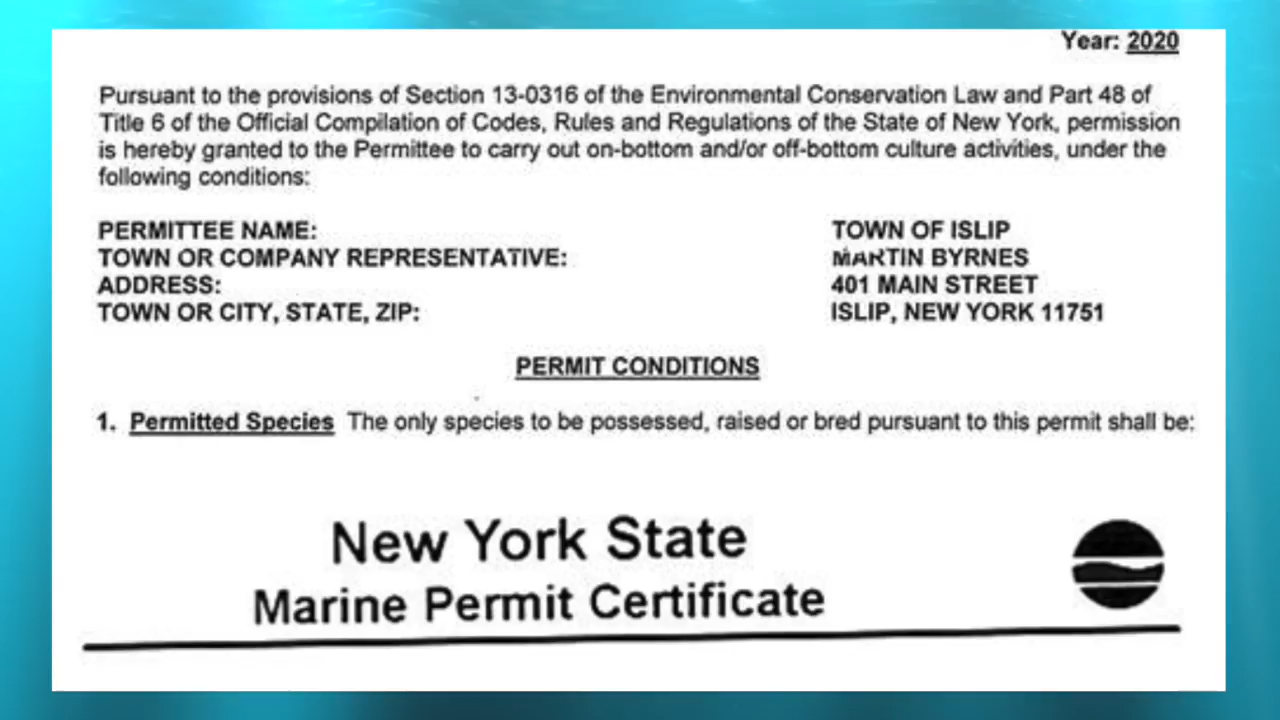 Year: 2020
Pursuant to the provisions of Section 13-0316 of the Environmental Conservation Law and Part 48 of
Title 6 of the Official Compilation of Codes, Rules and Regulations of the State of New York, permission
is hereby granted to the Permittee to carry out on-bottom and/or off-bottom culture activities, under the
following conditions:
PERMITTEE NAME: TOWN OF ISLIP
TOWN OR COMPANY REPRESENTATIVE: MARTIN BYRNES
ADDRESS: 401 MAIN STREET
TOWN OR CITY, STATE, ZIP: ISLIP, NEW YORK 11751
PERMIT CONDITIONS
1. Permitted Species The only species to be possessed, raised or bred pursuant to this permit shall be:
New York State
Marine Permit Certificate